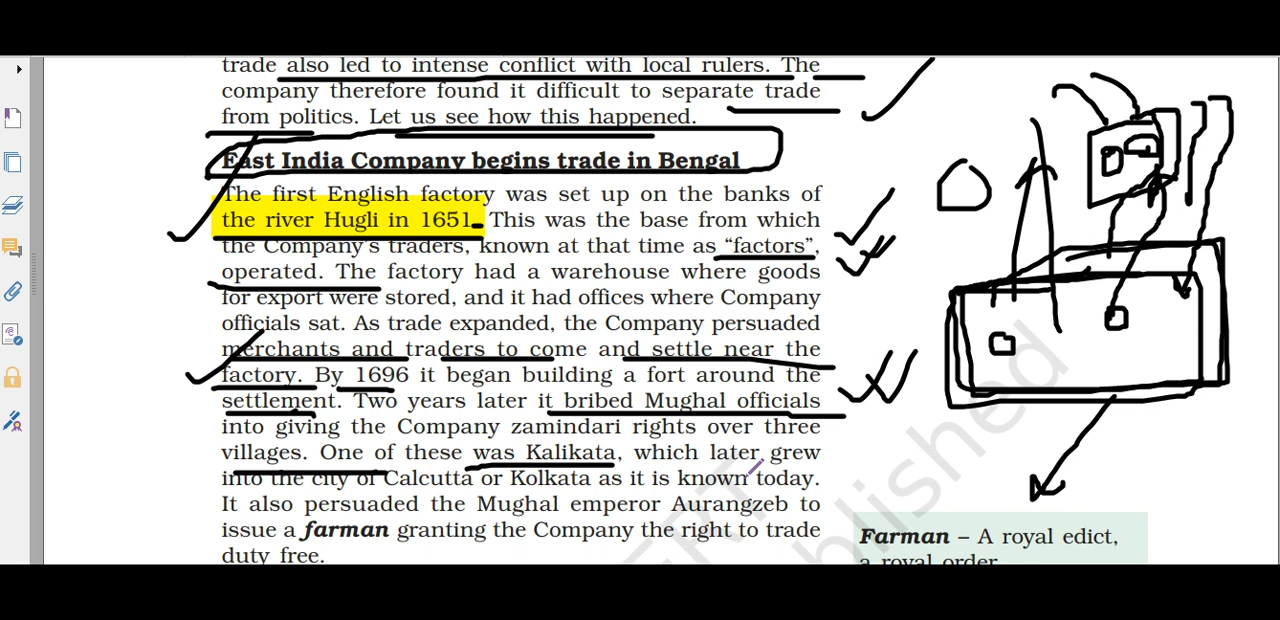 trade also led to intense conflict with local rulers. The
company therefore found it difficult to separate trade
from politics. Let us see how this happened.
East India Company begins trade in Bengal
The first English factory was set up on the banks of
the river Hugli in 1651. This was the base from which
the Company's traders, known at that time as “factors”,
operated. The factory had a warehouse where goods
for export were stored, and it had offices where Company
officials sat. As trade expanded, the Company persuaded
merchants and traders to come and settle near the
factory. By 1696 it began building a fort around the
settlement. Two years later it bribed Mughal officials
into giving the Company zamindari rights over three
villages. One of these was Kalikata, which later grew
into the city of Calcutta or Kolkata as it is known today.
It also persuaded the Mughal emperor Aurangzeb to
issue a farman granting the Company the right to trade
duty free.
Farman – A royal edict,
a royal order